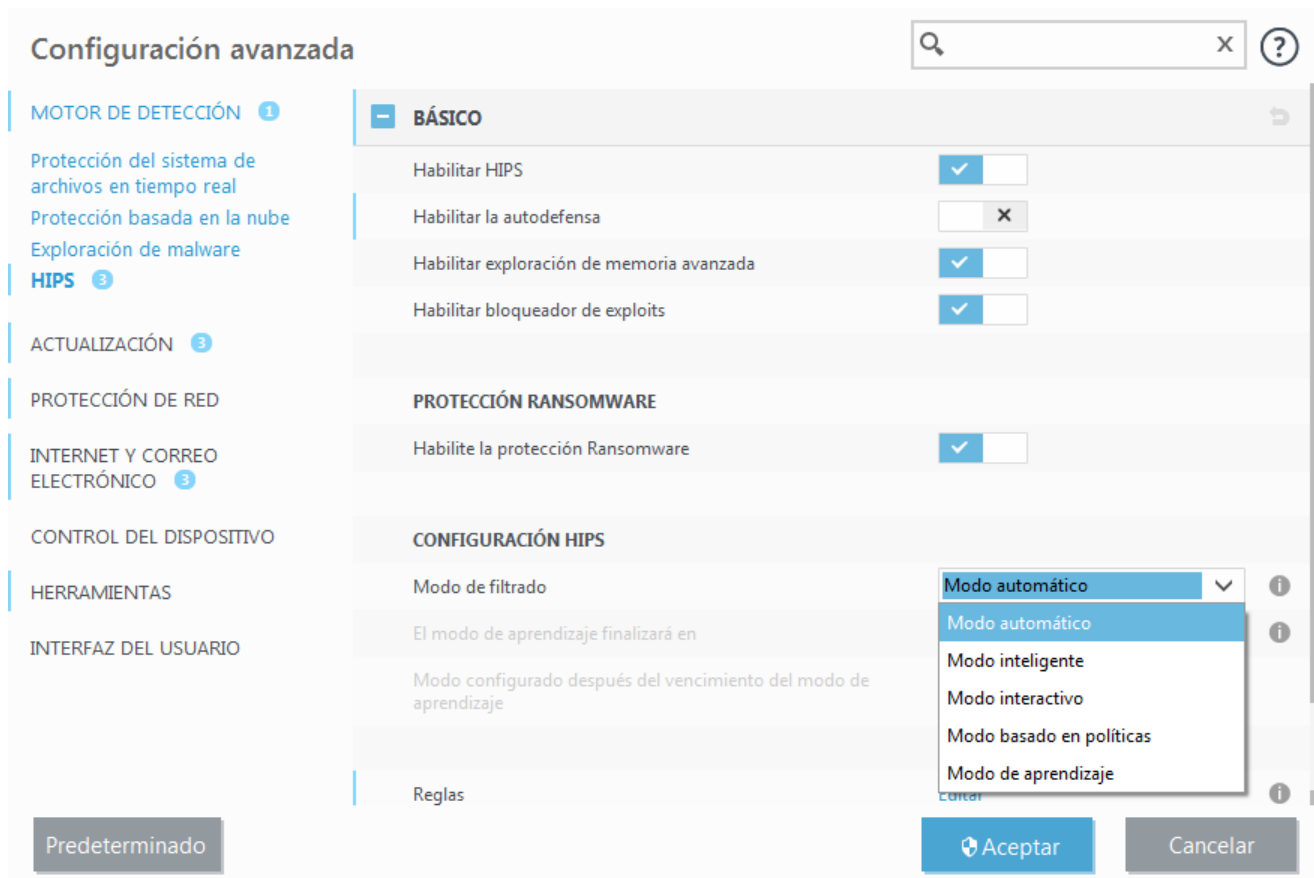 Configuración avanzada
x
?
MOTOR DE DETECCIÓN 1
Protección del sistema de
archivos en tiempo real
Protección basada en la nube
Exploración de malware
HIPS 3
ACTUALIZACIÓN 3
PROTECCIÓN DE RED
INTERNET Y CORREO
ELECTRÓNICO 3
CONTROL DEL DISPOSITIVO
HERRAMIENTAS
INTERFAZ DEL USUARIO
BÁSICO
Habilitar HIPS
Habilitar la autodefensa
Habilitar exploración de memoria avanzada
Habilitar bloqueador de exploits
PROTECCIÓN RANSOMWARE
Habilite la protección Ransomware
CONFIGURACIÓN HIPS
Modo de filtrado
Modo automático
El modo de aprendizaje finalizará en
Modo configurado después del vencimiento del modo de
aprendizaje
Modo automático
Modo inteligente
Modo interactivo
Modo basado en políticas
Modo de aprendizaje
Reglas
Editar
Predeterminado
Aceptar
Cancelar